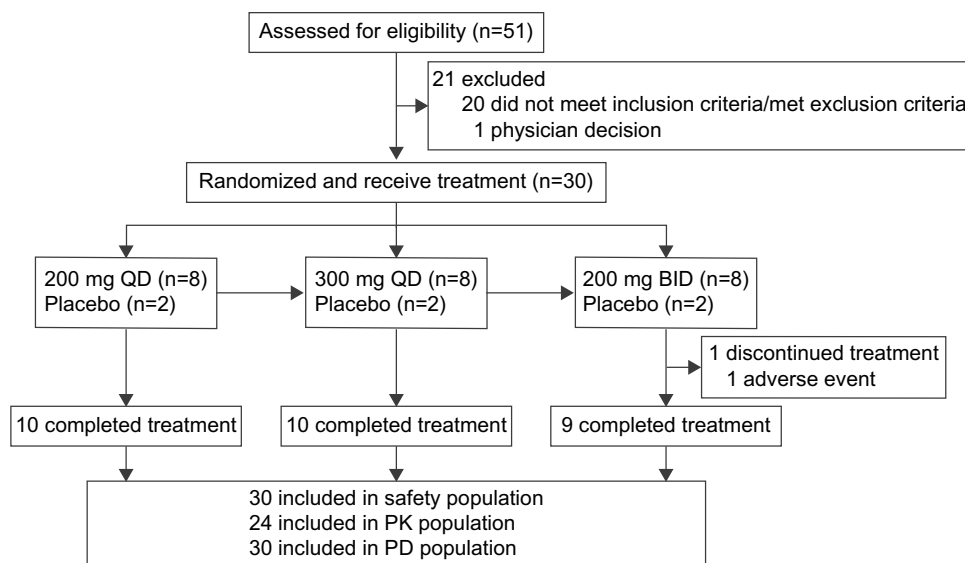 Assessed for eligibility (n=51)
21 excluded
20 did not meet inclusion criteria/met exclusion criteria
1 physician decision
Randomized and receive treatment (n=30)
200 mg QD (n=8)
Placebo (n=2)
300 mg QD (n=8)
Placebo (n=2)
200 mg BID (n=8)
Placebo (n=2)
1 discontinued treatment
1 adverse event
10 completed treatment
10 completed treatment
9 completed treatment
30 included in safety population
24 included in PK population
30 included in PD population